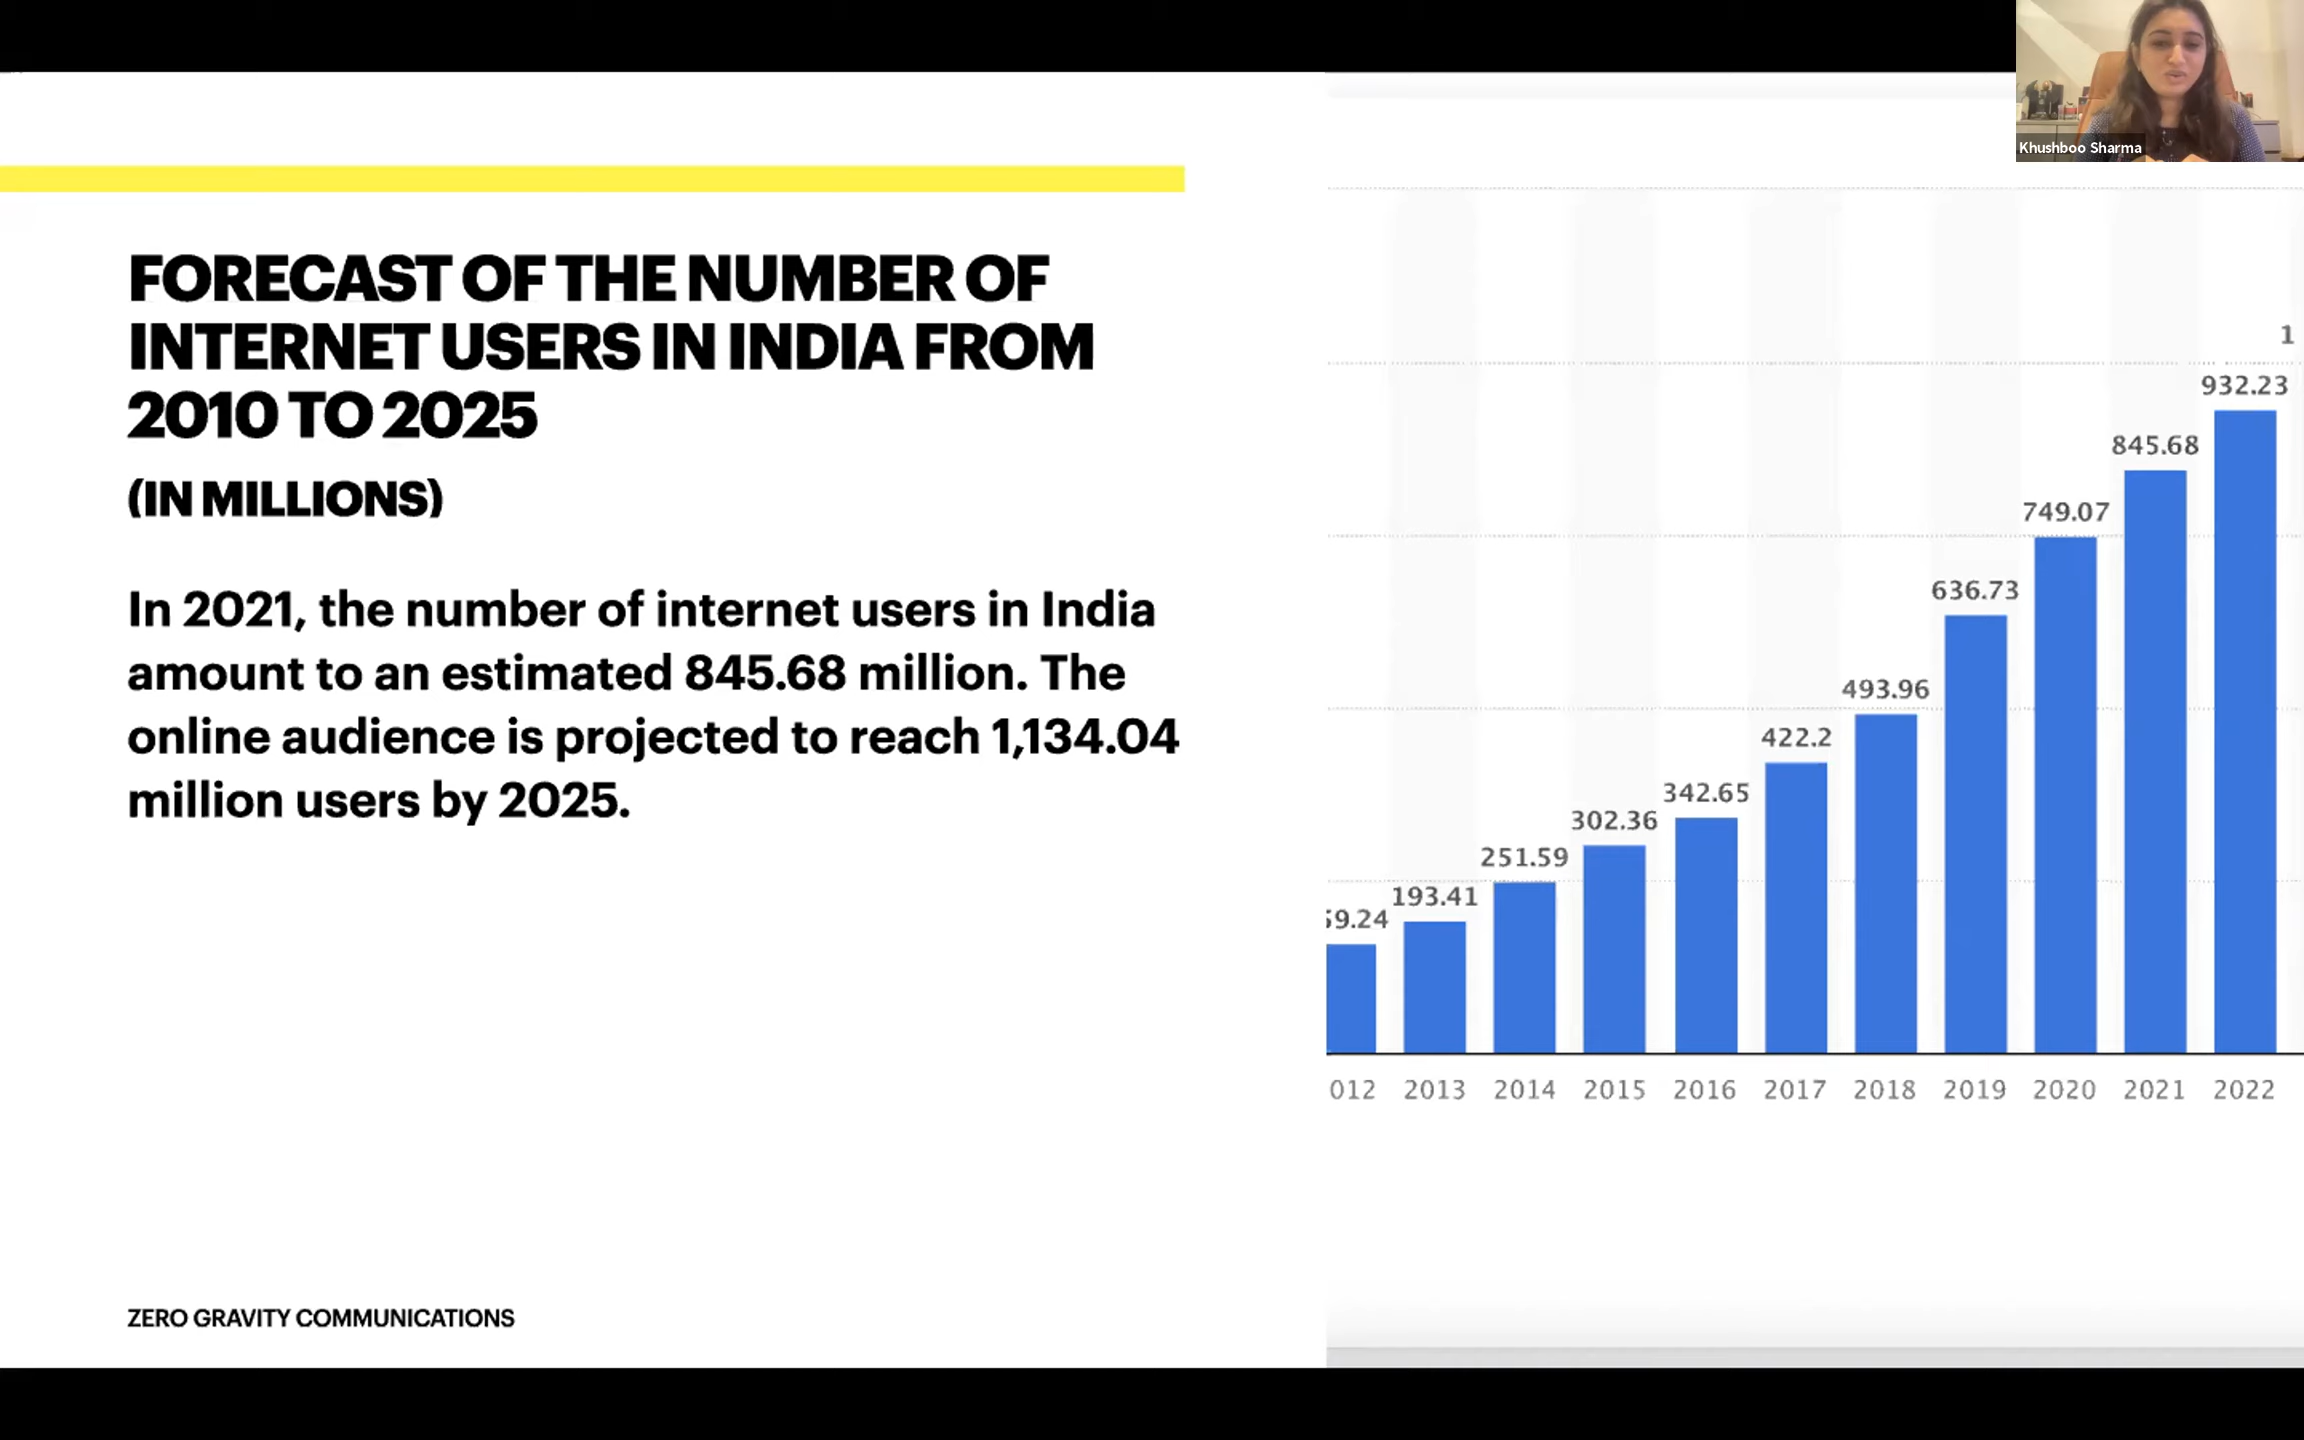 Khushboo Sharma
FORECAST OF THE NUMBER OF
INTERNET USERS IN INDIA FROM
2010 TO 2025
(IN MILLIONS)
In 2021, the number of internet users in India
amount to an estimated 845.68 million. The
online audience is projected to reach 1,134.04
million users by 2025.
1
932.23
845.68
749.07
636.73
493.96
422.2
342.65
302.36
251.59
193.41
59.24
012 2013 2014 2015 2016 2017 2018 2019 2020 2021 2022
ZERO GRAVITY COMMUNICATIONS